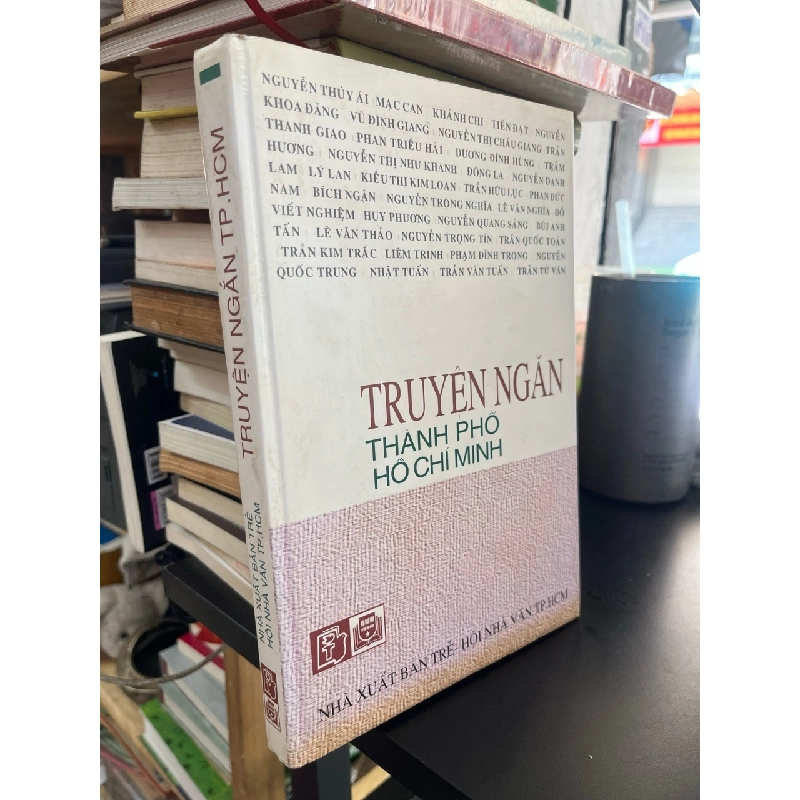 NGUYỄN THÚY ÁI MẠC CAN KHÁNH CHI TIẾN ĐẠT NGUYỄN
KHOA ĐĂNG VŨ ĐÌNH GIANG NGUYỄN THỊ CHÂU GIANG TRẦN
THANH GIAO PHAN TRIỀU HẢI DƯƠNG ĐÌNH HÙNG TRẦM
HƯƠNG NGUYỄN THỊ NHƯ KHANH ĐÔNG LA NGUYỄN DANH
LAM LÝ LAN KIỀU THỊ KIM LOAN TRẦN HỮU LỤC PHAN ĐỨC
NAM BÍCH NGÂN NGUYỄN TRỌNG NGHĨA LÊ VĂN NGHĨA ĐỖ
VIẾT NGHIỆM HUY PHƯƠNG NGUYỄN QUANG SÁNG BÙI ANH
TẤN LÊ VĂN THẢO NGUYỄN TRỌNG TÍN TRẦN QUỐC TOÀN
TRẦN KIM TRẮC LIÊM TRINH PHẠM ĐÌNH TRỌNG NGUYỄN
QUỐC TRUNG NHẬT TUẤN TRẦN VĂN TUẤN TRẦN TỬ VĂN
TRUYỆN NGẮN
THÀNH PHỐ
HỒ CHÍ MINH
NHÀ XUẤT BẢN TRẺ HỘI NHÀ VĂN TP.HCM
TRUYỆN NGẮN TP.HCM
NHÀ XUẤT BẢN TRẺ
HỘI NHÀ VĂN TP.HCM